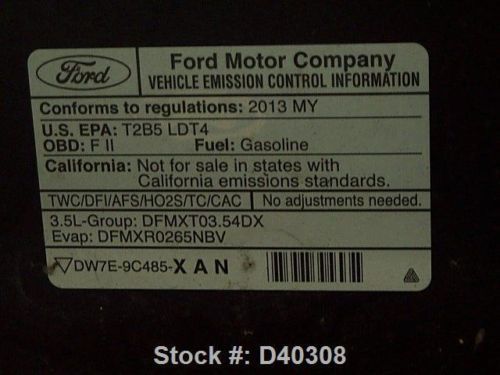 Ford
Ford Motor Company
VEHICLE EMISSION CONTROL INFORMATION
Conforms to regulations: 2013 MY
U.S. EPA: T2B5 LDT4
OBD: F II Fuel: Gasoline
California: Not for sale in states with
California emissions standards.
TWC/DFI/AFS/HO2S/TC/CAC No adjustments needed.
3.5L-Group: DFMXT03.54DX
Evap: DFMXR0265NBV
DW7E-9C485-XAN
Stock #: D40308